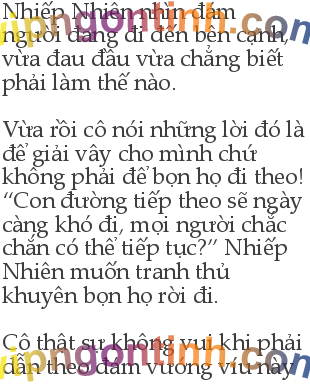 Nhiếp Nhiên nhìn đám
người đang đi đến bên cạnh,
vừa đau đầu vừa chẳng biết
phải làm thế nào.
Vừa rồi cô nói những lời đó là
để giải vây cho mình chứ
không phải để bọn họ đi theo!
“Con đường tiếp theo sẽ ngày
càng khó đi, mọi người chắc
chắn có thể tiếp tục?” Nhiếp
Nhiên muốn tranh thủ
khuyên bọn họ rời đi.
Cô thật sự không vui khi phải
dẫn theo đám vướng víu này
vipngontinh.com
vipngontinh.com